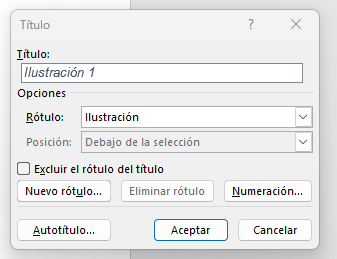 Título
?
Título:
Ilustración 1
Opciones
Rótulo: Ilustración
Posición: Debajo de la selección
Excluir el rótulo del título
Nuevo rótulo... Eliminar rótulo Numeración...
Autotítulo... Aceptar Cancelar